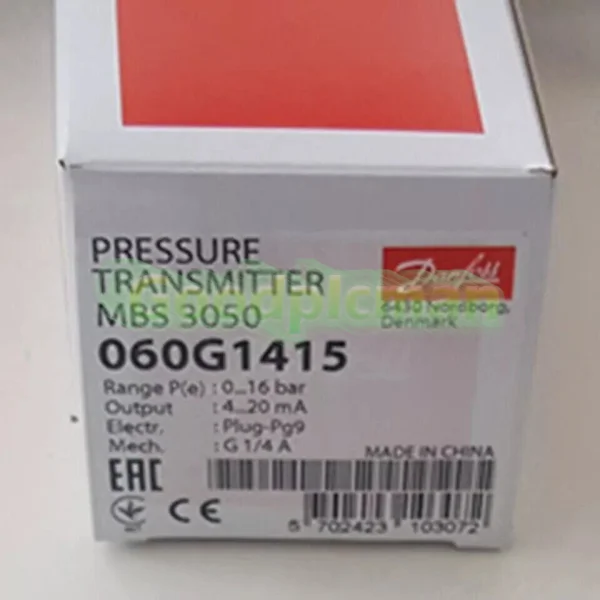 PRESSURE
TRANSMITTER
MBS 3050
060G1415
Range P(e) : 0...16 bar
Output : 4...20 mA
Electr. : Plug-Pg9
Mech. : G 1/4 A
Danfoss
6430 Nordborg,
Denmark
MADE IN CHINA
EAC
CE
5 702423 103072